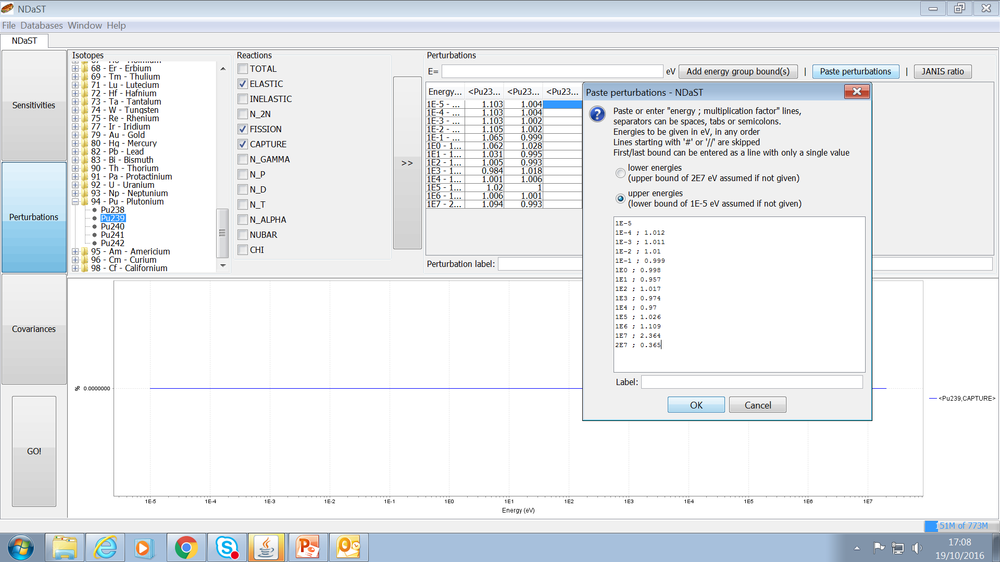 NDaST
File Databases Window Help
NDaST
Sensitivities
Perturbations
Covariances
GO!
Isotopes
67 - Ho - Holmium
68 - Er - Erbium
69 - Tm - Thulium
71 - Lu - Lutecium
72 - Hf - Hafnium
73 - Ta - Tantalum
74 - W - Tungsten
75 - Re - Rhenium
77 - Ir - Iridium
79 - Au - Gold
80 - Hg - Mercury
82 - Pb - Lead
83 - Bi - Bismuth
90 - Th - Thorium
91 - Pa - Protactinium
92 - U - Uranium
93 - Np - Neptunium
94 - Pu - Plutonium
Pu238
Pu239
Pu240
Pu241
Pu242
95 - Am - Americium
96 - Cm - Curium
98 - Cf - Californium
Reactions
TOTAL
ELASTIC
INELASTIC
N_2N
FISSION
CAPTURE
N_GAMMA
N_P
N_D
N_T
N_ALPHA
NUBAR
CHI
>>
Perturbations
E= eV Add energy group bound(s) | Paste perturbations | JANIS ratio
Energy... <Pu23... <Pu23... <Pu23...
1E-5 - ... 1.103 1.004
1E-4 - ... 1.103 1.004
1E-3 - ... 1.103 1.002
1E-2 - ... 1.105 1.002
1E-1 - ... 1.065 0.999
1E0 - 1... 1.062 1.028
1E1 - 1... 1.031 0.995
1E2 - 1... 1.005 0.993
1E3 - 1... 0.984 1.018
1E4 - 1... 1.001 1.006
1E5 - 1... 1.02 1
1E6 - 1... 1.006 1.001
1E7 - 2... 1.094 0.993
Perturbation label:
Paste perturbations - NDaST
Paste or enter "energy ; multiplication factor" lines,
separators can be spaces, tabs or semicolons.
Energies to be given in eV, in any order
Lines starting with '#' or '//' are skipped
First/last bound can be entered as a line with only a single value
lower energies
(upper bound of 2E7 eV assumed if not given)
upper energies
(lower bound of 1E-5 eV assumed if not given)
1E-5
1E-4 ; 1.012
1E-3 ; 1.011
1E-2 ; 1.01
1E-1 ; 0.999
1E0 ; 0.998
1E1 ; 0.957
1E2 ; 1.017
1E3 ; 0.974
1E4 ; 0.97
1E5 ; 1.026
1E6 ; 1.109
1E7 ; 2.364
2E7 ; 0.365
Label:
OK Cancel
% 0.0000000
<Pu239,CAPTURE>
1E-5 1E-4 1E-3 1E-2 1E-1 1E0 1E1 1E2 1E3 1E4 1E5 1E6 1E7
Energy (eV)
151M of 773M
17:08
19/10/2016